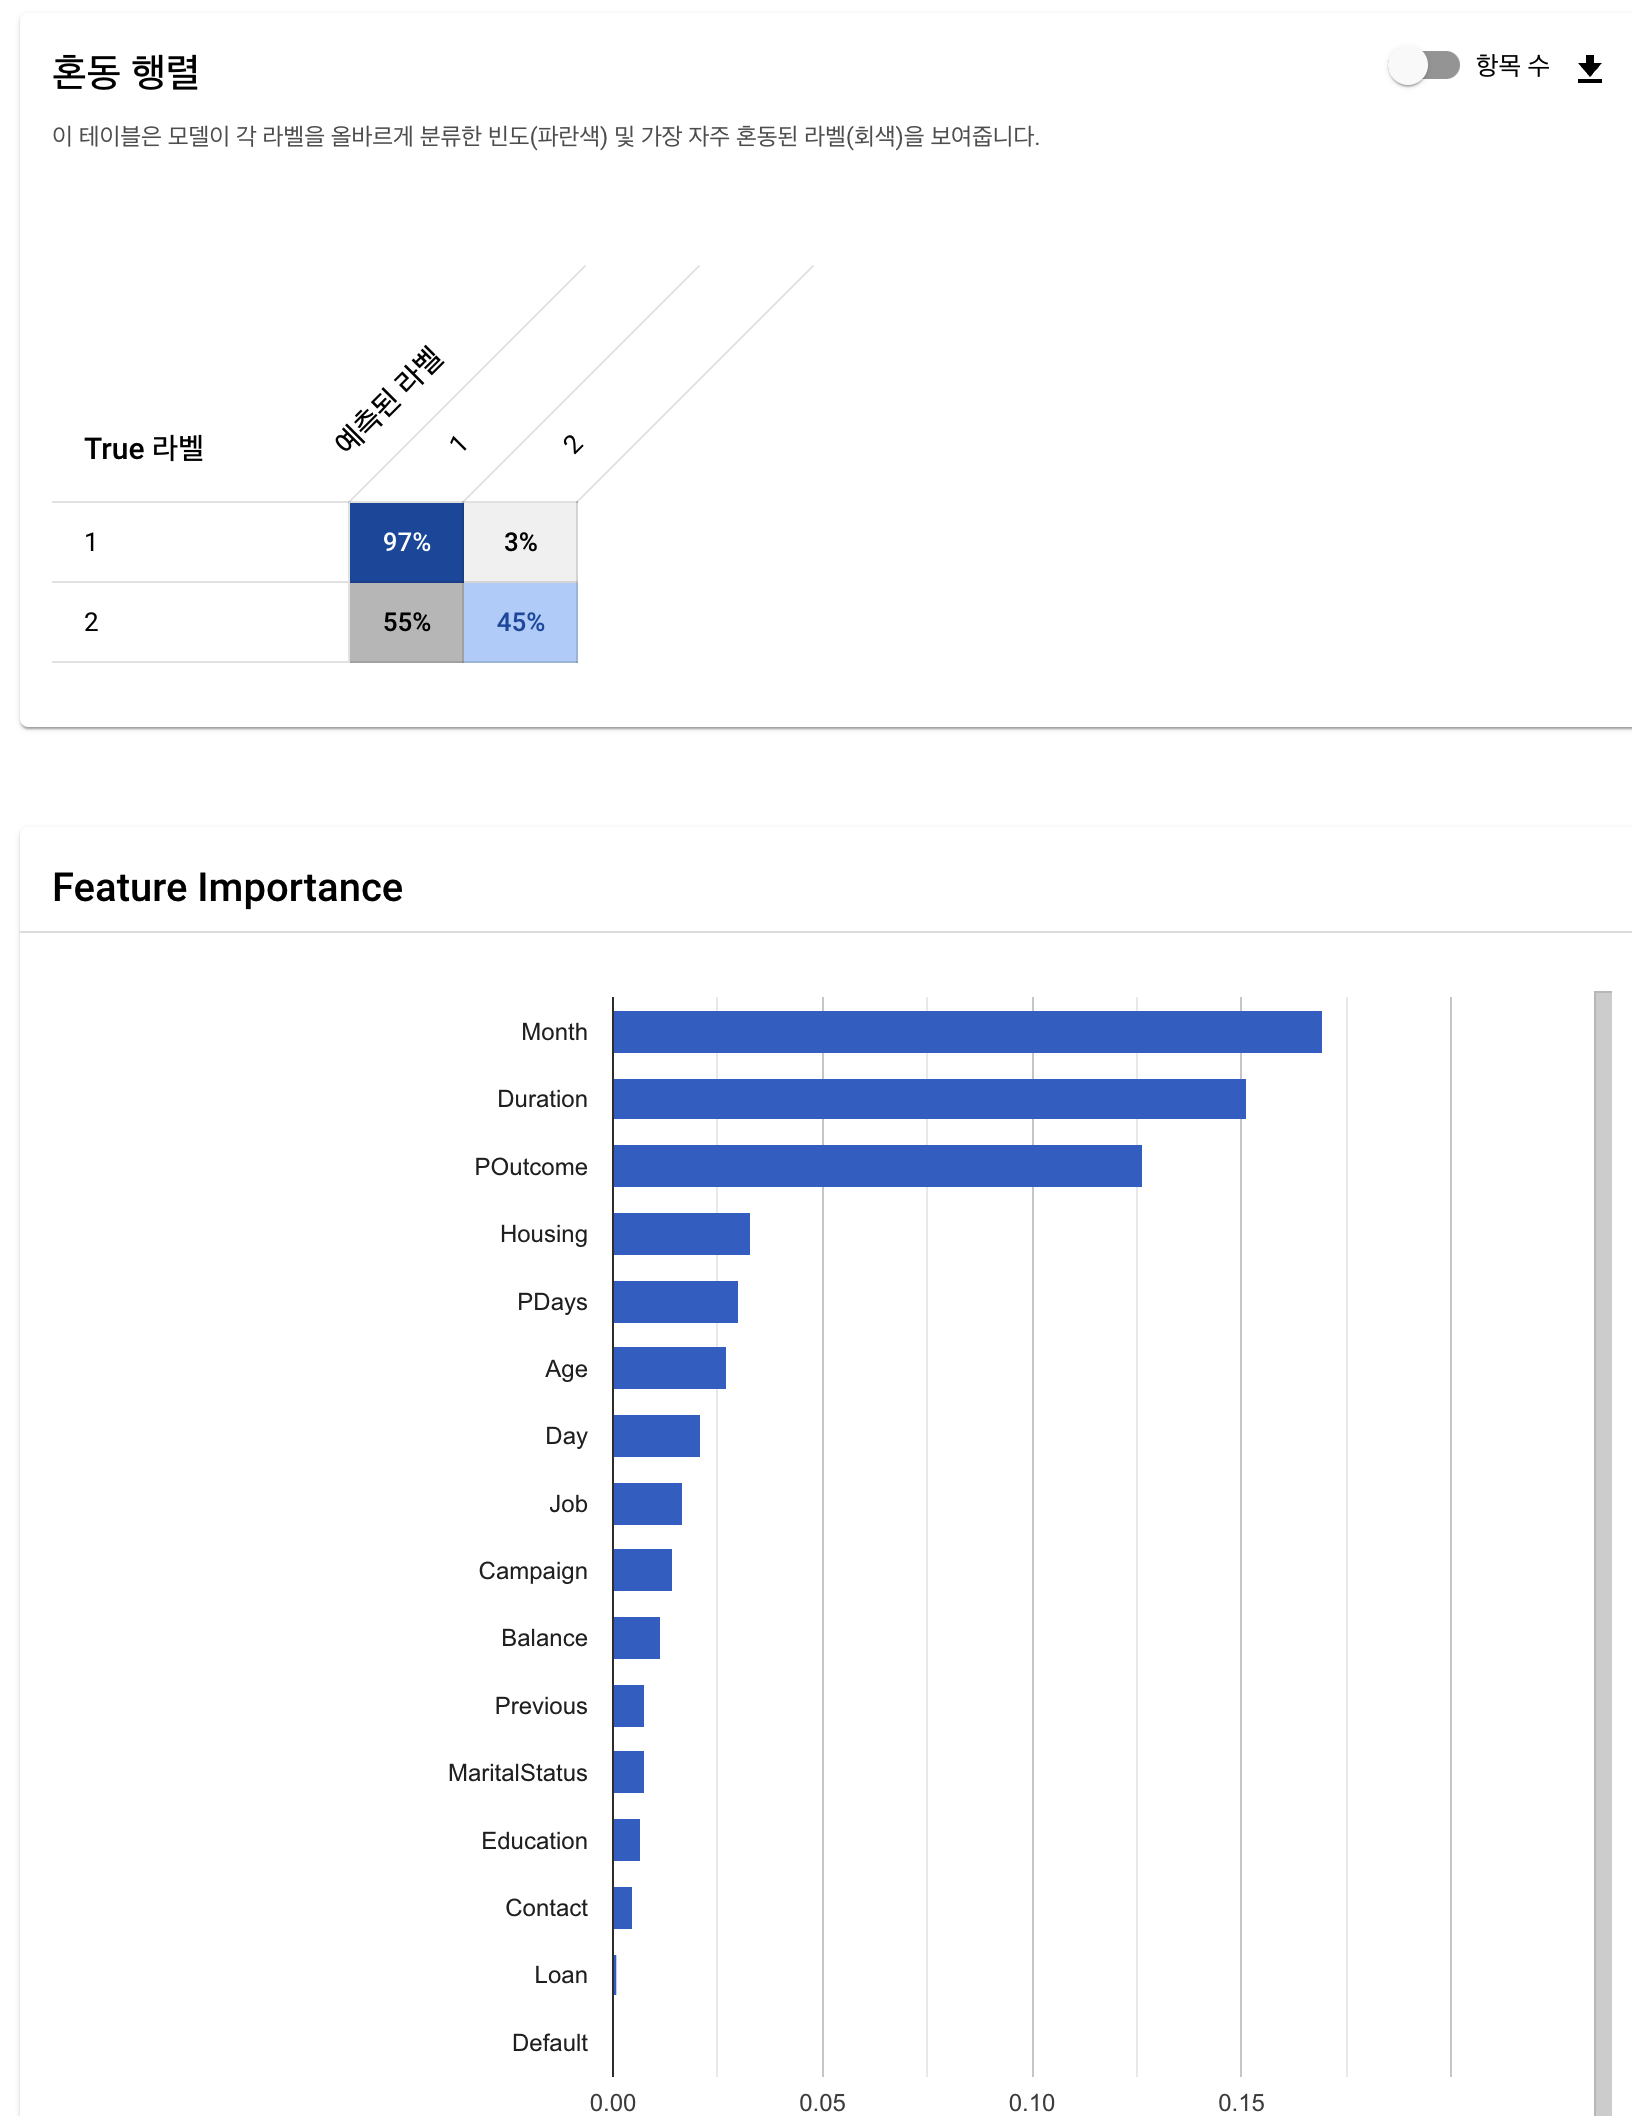 혼동 행렬
항목 수
이 테이블은 모델이 각 라벨을 올바르게 분류한 빈도(파란색) 및 가장 자주 혼동된 라벨(회색)을 보여줍니다.
True 라벨
예측된 라벨
1
2
1
97%
3%
2
55%
45%
Feature Importance
Month
Duration
POutcome
Housing
PDays
Age
Day
Job
Campaign
Balance
Previous
MaritalStatus
Education
Contact
Loan
Default
0.00
0.05
0.10
0.15